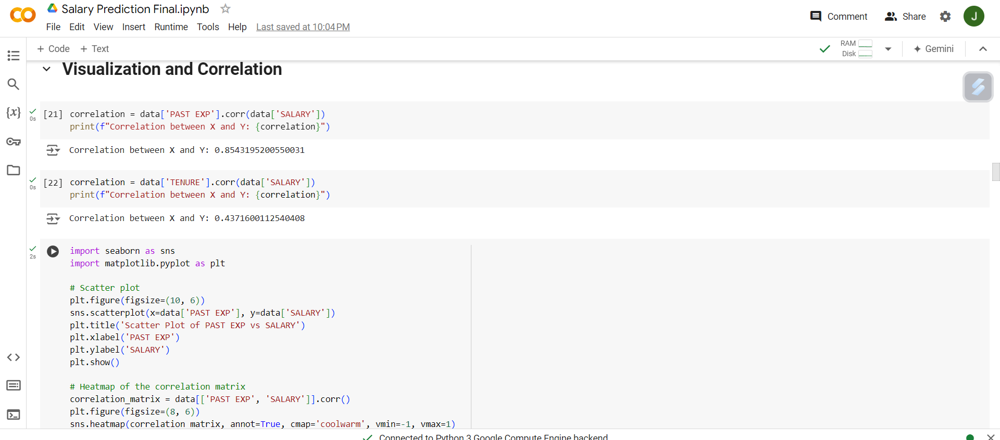 Salary Prediction Final.ipynb
File Edit View Insert Runtime Tools Help Last saved at 10:04 PM
Comment Share J
+ Code + Text
RAM
Disk
Gemini
Visualization and Correlation
{x}
0s
[21] correlation = data['PAST EXP'].corr(data['SALARY'])
print(f"Correlation between X and Y: {correlation}")
Correlation between X and Y: 0.8543195200550031
0s
[22] correlation = data['TENURE'].corr(data['SALARY'])
print(f"Correlation between X and Y: {correlation}")
Correlation between X and Y: 0.4371600112540408
2s
import seaborn as sns
import matplotlib.pyplot as plt
# Scatter plot
plt.figure(figsize=(10, 6))
sns.scatterplot(x=data['PAST EXP'], y=data['SALARY'])
plt.title('Scatter Plot of PAST EXP vs SALARY')
plt.xlabel('PAST EXP')
plt.ylabel('SALARY')
plt.show()
# Heatmap of the correlation matrix
correlation_matrix = data[['PAST EXP', 'SALARY']].corr()
plt.figure(figsize=(8, 6))
sns.heatmap(correlation_matrix, annot=True, cmap='coolwarm', vmin=-1, vmax=1)
Connected to Python 3 Google Compute Engine backend